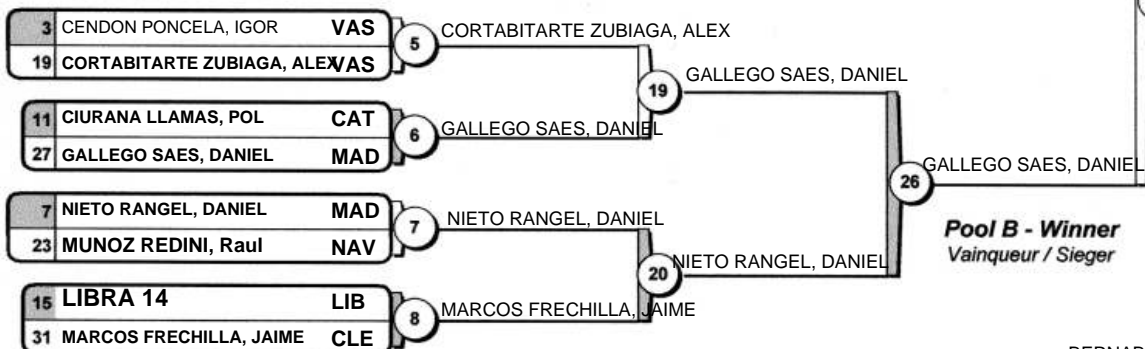 3 CENDON PONCELA, IGOR VAS
19 CORTABITARTE ZUBIAGA, ALEX VAS
5 CORTABITARTE ZUBIAGA, ALEX
19 GALLEGO SAES, DANIEL
11 CIURANA LLAMAS, POL CAT
27 GALLEGO SAES, DANIEL MAD
6 GALLEGO SAES, DANIEL
26 GALLEGO SAES, DANIEL
Pool B - Winner
Vainqueur / Sieger
7 NIETO RANGEL, DANIEL MAD
23 MUNOZ REDINI, Raul NAV
7 NIETO RANGEL, DANIEL
20 NIETO RANGEL, DANIEL
15 LIBRA 14 LIB
31 MARCOS FRECHILLA, JAIME CLE
8 MARCOS FRECHILLA, JAIME